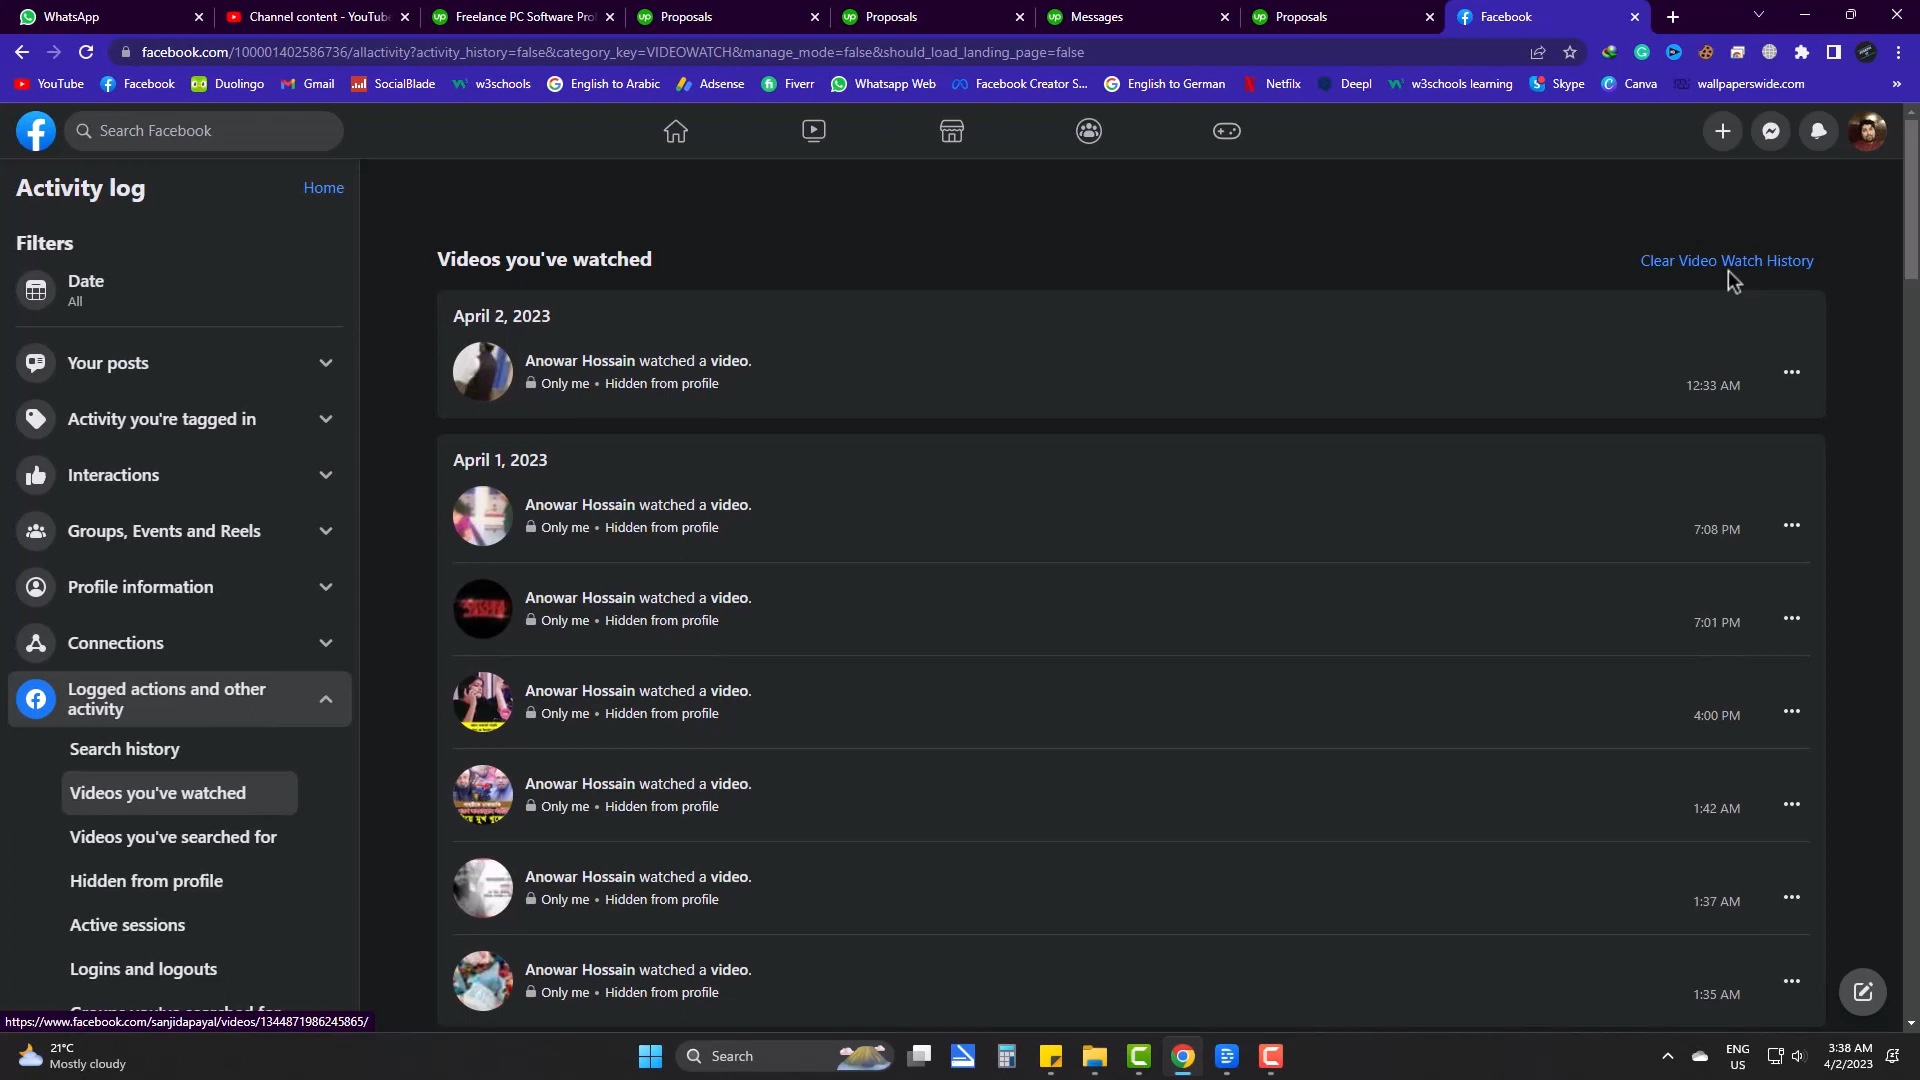 WhatsApp
Channel content - YouTub
Freelance PC Software Pro
Proposals
Proposals
Messages
Proposals
Facebook
facebook.com/100001402586736/allactivity?activity_history=false&category_key=VIDEOWATCH&manage_mode=false&should_load_landing_page=false
YouTube
Facebook
Duolingo
Gmail
SocialBlade
w3schools
English to Arabic
Adsense
Fiverr
Whatsapp Web
Facebook Creator S...
English to German
Netfilx
Deepl
w3schools learning
Skype
Canva
wallpaperswide.com
Search Facebook
Activity log
Home
Filters
Date
All
Your posts
Activity you're tagged in
Interactions
Groups, Events and Reels
Profile information
Connections
Logged actions and other
activity
Search history
Videos you've watched
Videos you've searched for
Hidden from profile
Active sessions
Logins and logouts
https://www.facebook.com/sanjidapayal/videos/1344871986245865/
Videos you've watched
Clear Video Watch History
April 2, 2023
Anowar Hossain watched a video.
Only me • Hidden from profile
12:33 AM
April 1, 2023
Anowar Hossain watched a video.
Only me • Hidden from profile
7:08 PM
Anowar Hossain watched a video.
Only me • Hidden from profile
7:01 PM
Anowar Hossain watched a video.
Only me • Hidden from profile
4:00 PM
Anowar Hossain watched a video.
Only me • Hidden from profile
1:42 AM
Anowar Hossain watched a video.
Only me • Hidden from profile
1:37 AM
Anowar Hossain watched a video.
Only me • Hidden from profile
1:35 AM
21°C
Mostly cloudy
Search
ENG
US
3:38 AM
4/2/2023